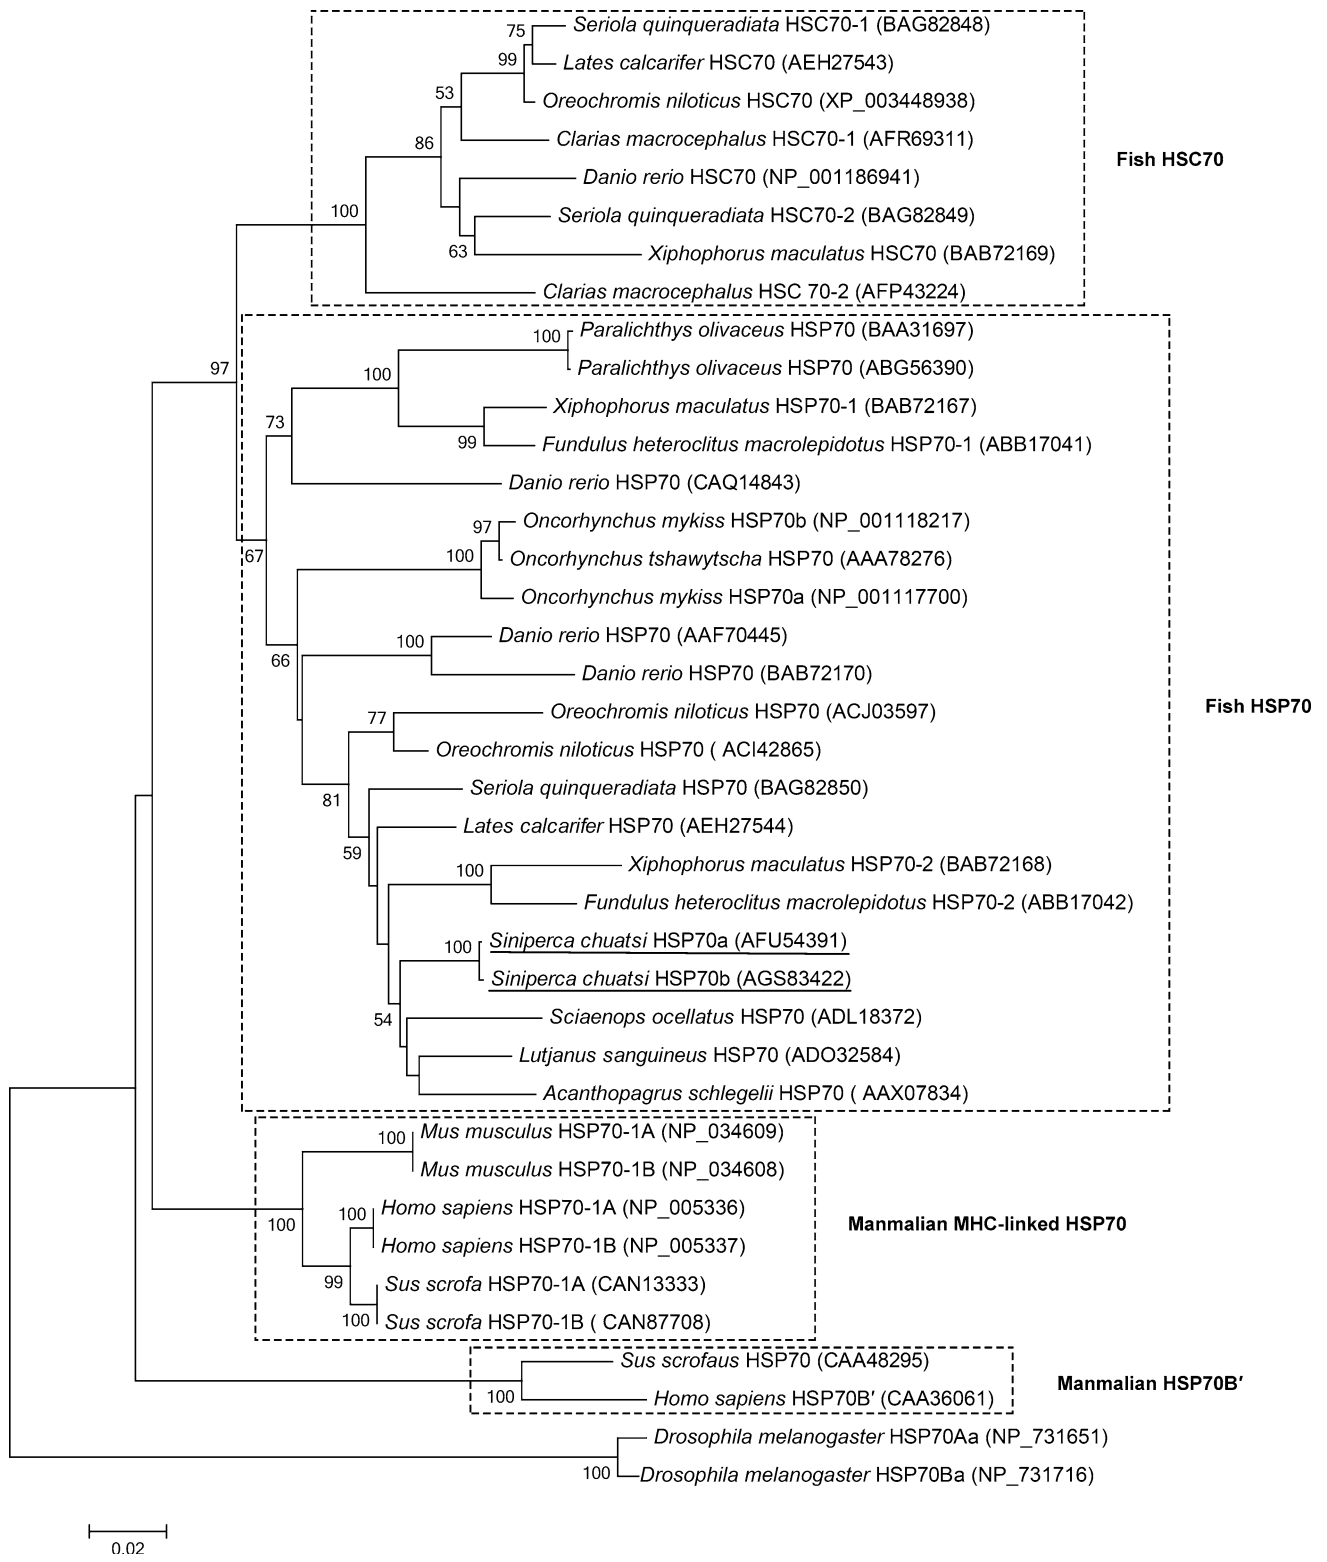 75
Seriola quinqueradiata HSC70-1 (BAG82848)
99
Lates calcarifer HSC70 (AEH27543)
53
Oreochromis niloticus HSC70 (XP_003448938)
86
Clarias macrocephalus HSC70-1 (AFR69311)
Fish HSC70
Danio rerio HSC70 (NP_001186941)
100
Seriola quinqueradiata HSC70-2 (BAG82849)
63
Xiphophorus maculatus HSC70 (BAB72169)
Clarias macrocephalus HSC 70-2 (AFP43224)
100
Paralichthys olivaceus HSP70 (BAA31697)
97
100
Paralichthys olivaceus HSP70 (ABG56390)
73
Xiphophorus maculatus HSP70-1 (BAB72167)
99
Fundulus heteroclitus macrolepidotus HSP70-1 (ABB17041)
Danio rerio HSP70 (CAQ14843)
97
Oncorhynchus mykiss HSP70b (NP_001118217)
67
100
Oncorhynchus tshawytscha HSP70 (AAA78276)
Oncorhynchus mykiss HSP70a (NP_001117700)
100
Danio rerio HSP70 (AAF70445)
66
Danio rerio HSP70 (BAB72170)
Fish HSP70
77
Oreochromis niloticus HSP70 (ACJ03597)
Oreochromis niloticus HSP70 ( ACI42865)
81
Seriola quinqueradiata HSP70 (BAG82850)
59
Lates calcarifer HSP70 (AEH27544)
100
Xiphophorus maculatus HSP70-2 (BAB72168)
Fundulus heteroclitus macrolepidotus HSP70-2 (ABB17042)
100
Siniperca chuatsi HSP70a (AFU54391)
Siniperca chuatsi HSP70b (AGS83422)
54
Sciaenops ocellatus HSP70 (ADL18372)
Lutjanus sanguineus HSP70 (ADO32584)
Acanthopagrus schlegelii HSP70 ( AAX07834)
100
Mus musculus HSP70-1A (NP_034609)
Mus musculus HSP70-1B (NP_034608)
100
100
Homo sapiens HSP70-1A (NP_005336)
Manmalian MHC-linked HSP70
Homo sapiens HSP70-1B (NP_005337)
99
Sus scrofa HSP70-1A (CAN13333)
100
Sus scrofa HSP70-1B ( CAN87708)
Sus scrofaus HSP70 (CAA48295)
Manmalian HSP70B′
100
Homo sapiens HSP70B′ (CAA36061)
Drosophila melanogaster HSP70Aa (NP_731651)
100
Drosophila melanogaster HSP70Ba (NP_731716)
0.02